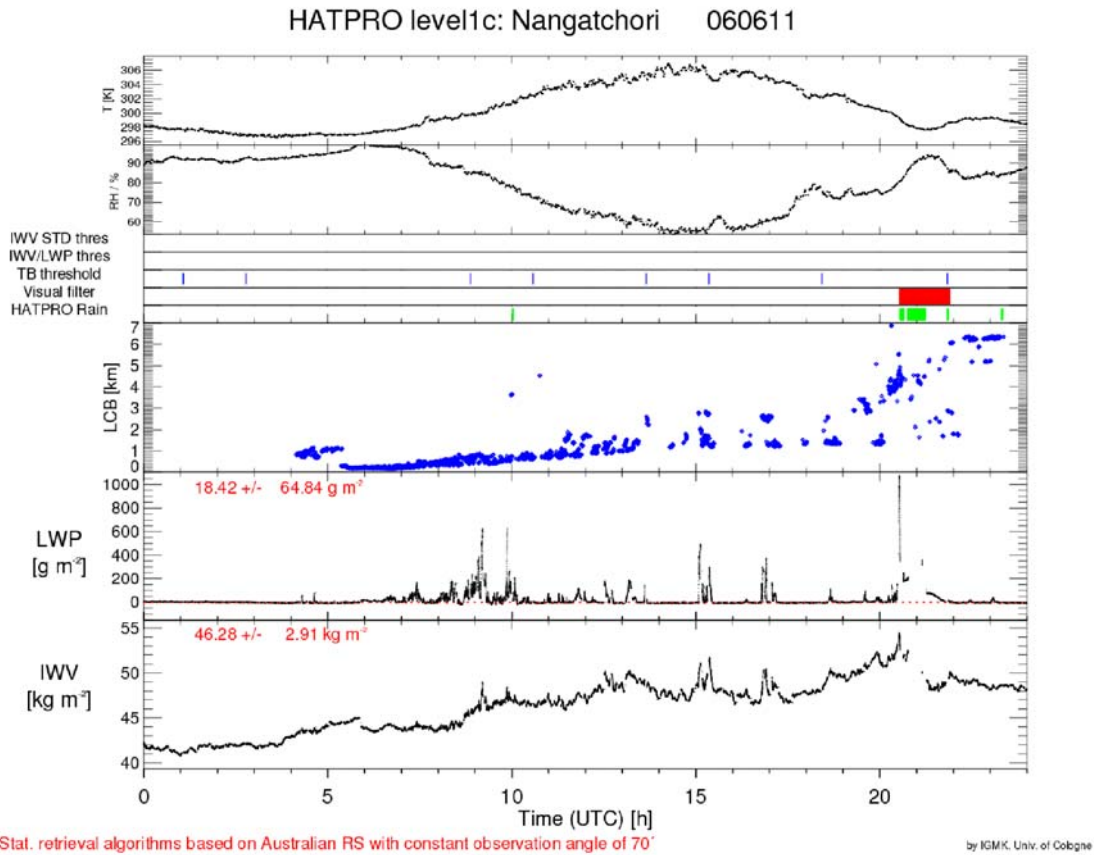 HATPRO level1c: Nangatchori 060611
T [K]
306
304
302
300
298
296
RH / %
90
80
70
60
IWV STD thres
IWV/LWP thres
TB threshold
Visual filter
HATPRO Rain
LCB [km]
7
6
5
4
3
2
1
0
LWP
[g m-2]
1000
800
600
400
200
0
18.42 +/- 64.84 g m-2
IWV
[kg m-2]
55
50
45
40
46.28 +/- 2.91 kg m-2
0 5 10 15 20
Time (UTC) [h]
Stat. retrieval algorithms based on Australian RS with constant observation angle of 70´
by IGMK, Univ. of Cologne